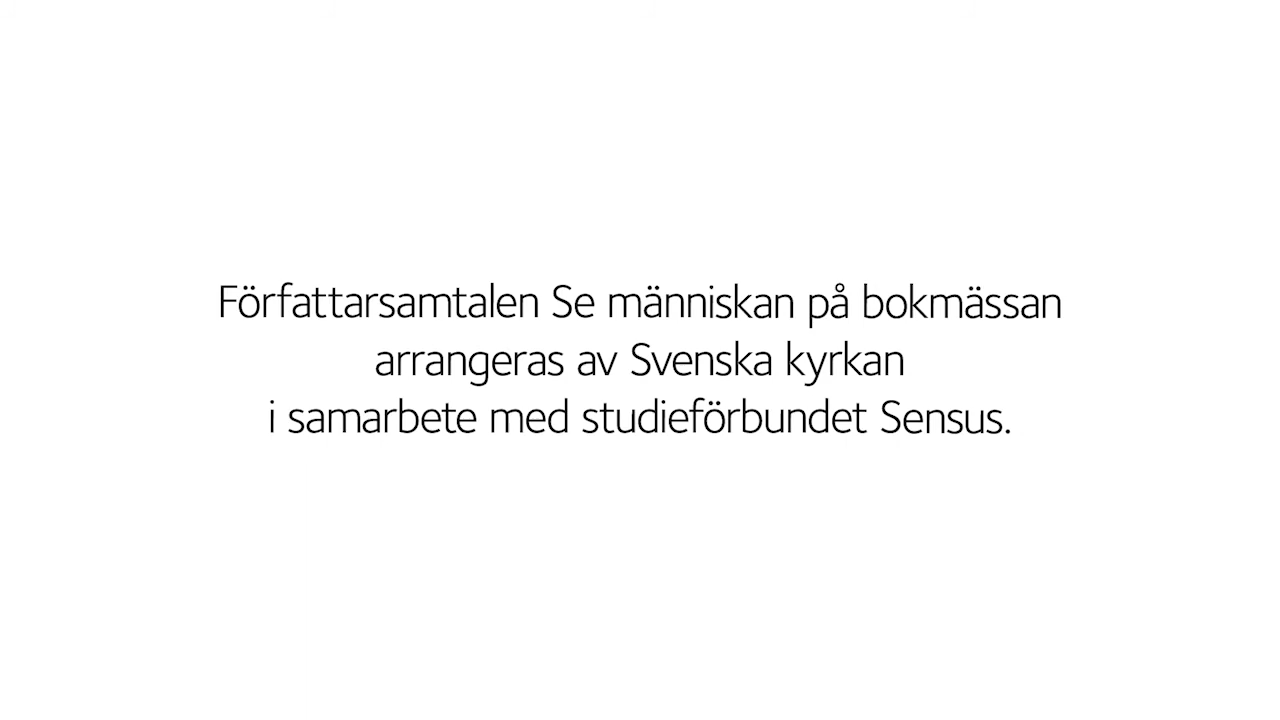 Författarsamtalen Se människan på bokmässan
arrangeras av Svenska kyrkan
i samarbete med studieförbundet Sensus.